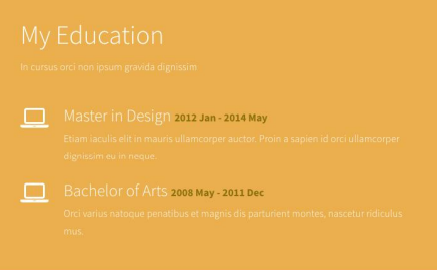 My Education
In cursus orci non ipsum gravida dignissim
Master in Design 2012 Jan - 2014 May
Etiam iaculis elit in mauris ullamcorper auctor. Proin a sapien id orci ullamcorper
dignissim eu in neque.
Bachelor of Arts 2008 May - 2011 Dec
Orci varius natoque penatibus et magnis dis parturient montes, nascetur ridiculus
mus.